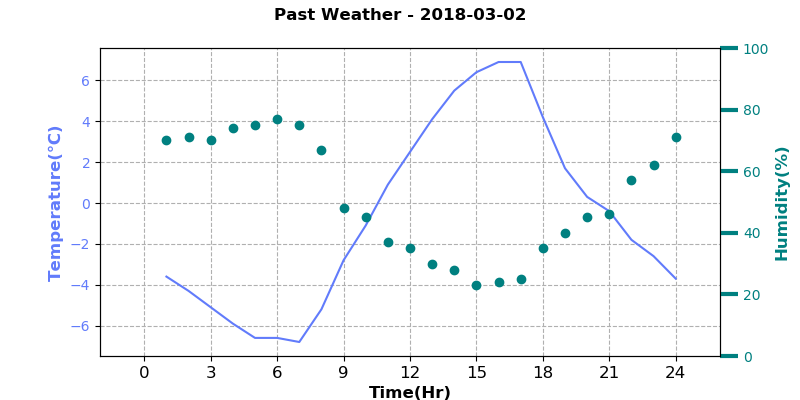 Past Weather - 2018-03-02
Temperature(°C)
6
4
2
0
−2
−4
−6
100
80
60
40
20
0
Humidity(%)
0 3 6 9 12 15 18 21 24
Time(Hr)